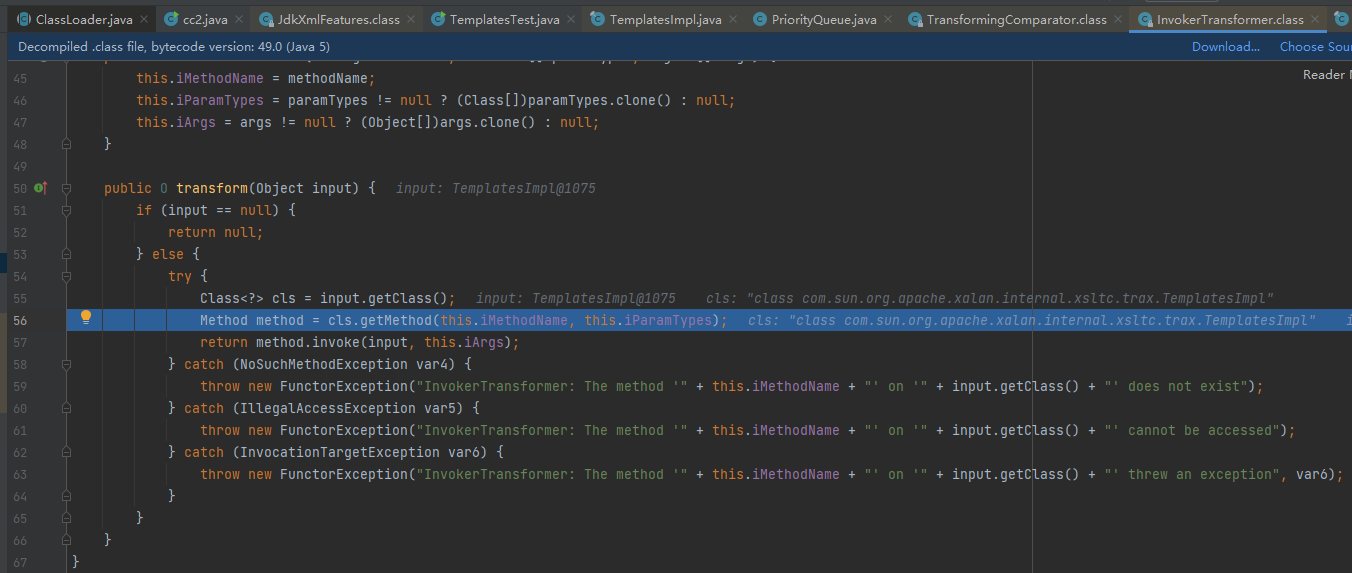 ClassLoader.java cc2.java JdkXmlFeatures.class TemplatesTest.java TemplatesImpl.java PriorityQueue.java TransformingComparator.class InvokerTransformer.class
Decompiled .class file, bytecode version: 49.0 (Java 5) Download... Choose Sou
Reader
45 this.iMethodName = methodName;
46 this.iParamTypes = paramTypes != null ? (Class[])paramTypes.clone() : null;
47 this.iArgs = args != null ? (Object[])args.clone() : null;
48 }
49
50 public O transform(Object input) { input: TemplatesImpl@1075
51 if (input == null) {
52 return null;
53 } else {
54 try {
55 Class<?> cls = input.getClass(); input: TemplatesImpl@1075 cls: "class com.sun.org.apache.xalan.internal.xsltc.trax.TemplatesImpl"
56 Method method = cls.getMethod(this.iMethodName, this.iParamTypes); cls: "class com.sun.org.apache.xalan.internal.xsltc.trax.TemplatesImpl" i
57 return method.invoke(input, this.iArgs);
58 } catch (NoSuchMethodException var4) {
59 throw new FunctorException("InvokerTransformer: The method '" + this.iMethodName + "' on '" + input.getClass() + "' does not exist");
60 } catch (IllegalAccessException var5) {
61 throw new FunctorException("InvokerTransformer: The method '" + this.iMethodName + "' on '" + input.getClass() + "' cannot be accessed");
62 } catch (InvocationTargetException var6) {
63 throw new FunctorException("InvokerTransformer: The method '" + this.iMethodName + "' on '" + input.getClass() + "' threw an exception", var6);
64 }
65 }
66 }
67 }